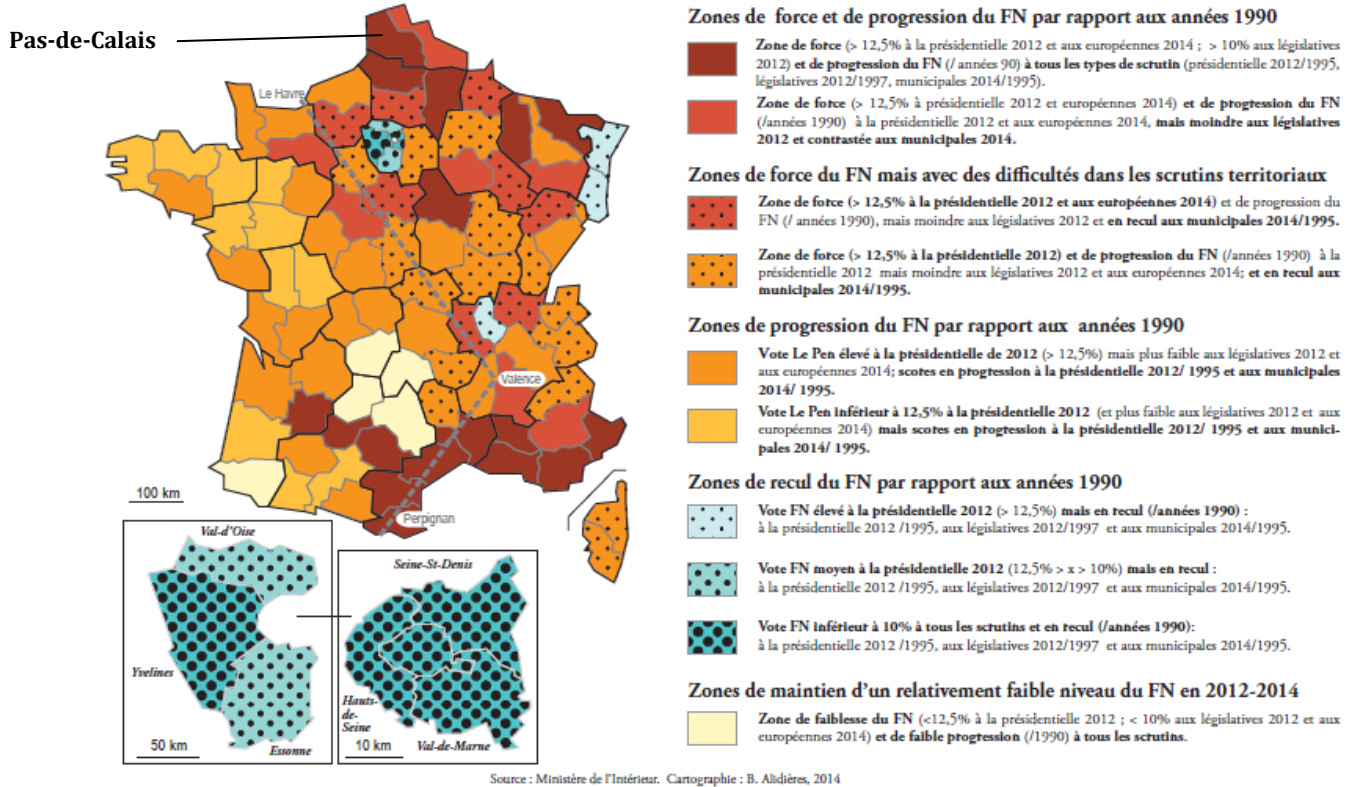 Pas-de-Calais
Le Havre
Valence
Perpignan
100 km
Val-d'Oise
Yvelines
Essonne
50 km
Seine-St-Denis
Hauts-
de-
Seine
Val-de-Marne
10 km
Zones de force et de progression du FN par rapport aux années 1990
Zone de force (> 12,5% à la présidentielle 2012 et aux européennes 2014 ; > 10% aux législatives
2012) et de progression du FN (/ années 90) à tous les types de scrutin (présidentielle 2012/1995,
législatives 2012/1997, municipales 2014/1995).
Zone de force (> 12,5% à présidentielle 2012 et européennes 2014) et de progression du FN
(/années 1990) à la présidentielle 2012 et aux européennes 2014, mais moindre aux législatives
2012 et contrastée aux municipales 2014.
Zones de force du FN mais avec des difficultés dans les scrutins territoriaux
Zone de force (> 12,5% à la présidentielle 2012 et aux européennes 2014) et de progression du
FN (/ années 1990), mais moindre aux législatives 2012 et en recul aux municipales 2014/1995.
Zone de force (> 12,5% à la présidentielle 2012) et de progression du FN (/années 1990) à la
présidentielle 2012 mais moindre aux législatives 2012 et aux européennes 2014; et en recul aux
municipales 2014/1995.
Zones de progression du FN par rapport aux années 1990
Vote Le Pen élevé à la présidentielle de 2012 (> 12,5%) mais plus faible aux législatives 2012 et
aux européennes 2014; scores en progression à la présidentielle 2012/ 1995 et aux municipales
2014/ 1995.
Vote Le Pen inférieur à 12,5% à la présidentielle 2012 (et plus faible aux législatives 2012 et aux
européennes 2014) mais scores en progression à la présidentielle 2012/ 1995 et aux munici-
pales 2014/ 1995.
Zones de recul du FN par rapport aux années 1990
Vote FN élevé à la présidentielle 2012 (> 12,5%) mais en recul (/années 1990) :
à la présidentielle 2012 /1995, aux législatives 2012/1997 et aux municipales 2014/1995.
Vote FN moyen à la présidentielle 2012 (12,5% > x > 10%) mais en recul :
à la présidentielle 2012 /1995, aux législatives 2012/1997 et aux municipales 2014/1995.
Vote FN inférieur à 10% à tous les scrutins et en recul (/années 1990):
à la présidentielle 2012 /1995, aux législatives 2012/1997 et aux municipales 2014/1995.
Zones de maintien d'un relativement faible niveau du FN en 2012-2014
Zone de faiblesse du FN (<12,5% à la présidentielle 2012 ; < 10% aux législatives 2012 et aux
européennes 2014) et de faible progression (/1990) à tous les scrutins.
Source : Ministère de l'Intérieur. Cartographie : B. Alidières, 2014